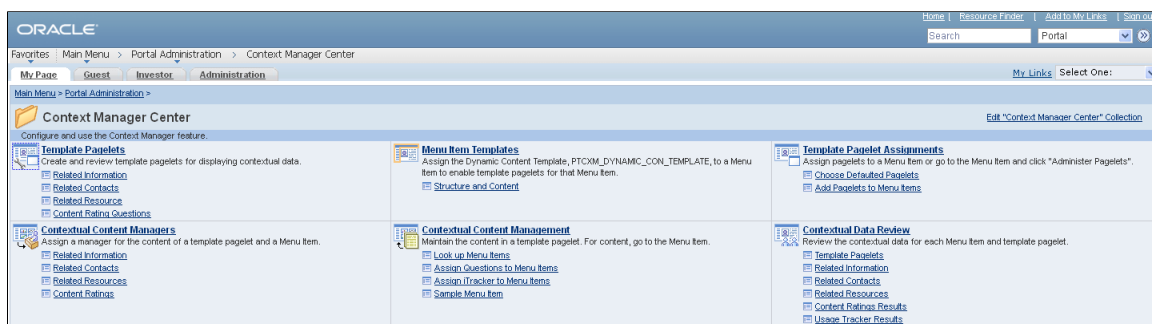 Home | Resource Finder | Add to My Links | Sign ou
ORACLE
Search Portal
Favorites Main Menu > Portal Administration > Context Manager Center
My Page Guest Investor Administration My Links Select One:
Main Menu > Portal Administration >
Context Manager Center Edit "Context Manager Center" Collection
Configure and use the Context Manager feature.
Template Pagelets
Create and review template pagelets for displaying contextual data.
Related Information
Related Contacts
Related Resource
Content Rating Questions
Menu Item Templates
Assign the Dynamic Content Template, PTCXM_DYNAMIC_CON_TEMPLATE, to a Menu
Item to enable template pagelets for that Menu Item.
Structure and Content
Template Pagelet Assignments
Assign pagelets to a Menu Item or go to the Menu Item and click "Administer Pagelets".
Choose Defaulted Pagelets
Add Pagelets to Menu Items
Contextual Content Managers
Assign a manager for the content of a template pagelet and a Menu Item.
Related Information
Related Contacts
Related Resources
Content Ratings
Contextual Content Management
Maintain the content in a template pagelet. For content, go to the Menu Item.
Look up Menu Items
Assign Questions to Menu Items
Assign iTracker to Menu Items
Sample Menu Item
Contextual Data Review
Review the contextual data for each Menu Item and template pagelet.
Template Pagelets
Related Information
Related Contacts
Related Resources
Content Ratings Results
Usage Tracker Results